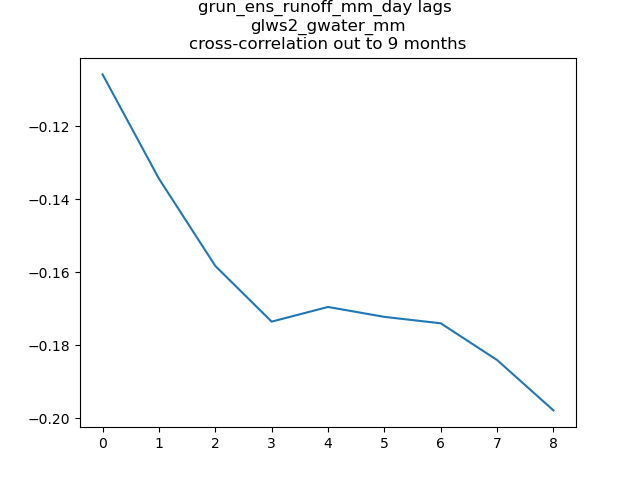 grun_ens_runoff_mm_day lags
glws2_gwater_mm
cross-correlation out to 9 months
−0.12
−0.14
−0.16
−0.18
−0.20
0 1 2 3 4 5 6 7 8